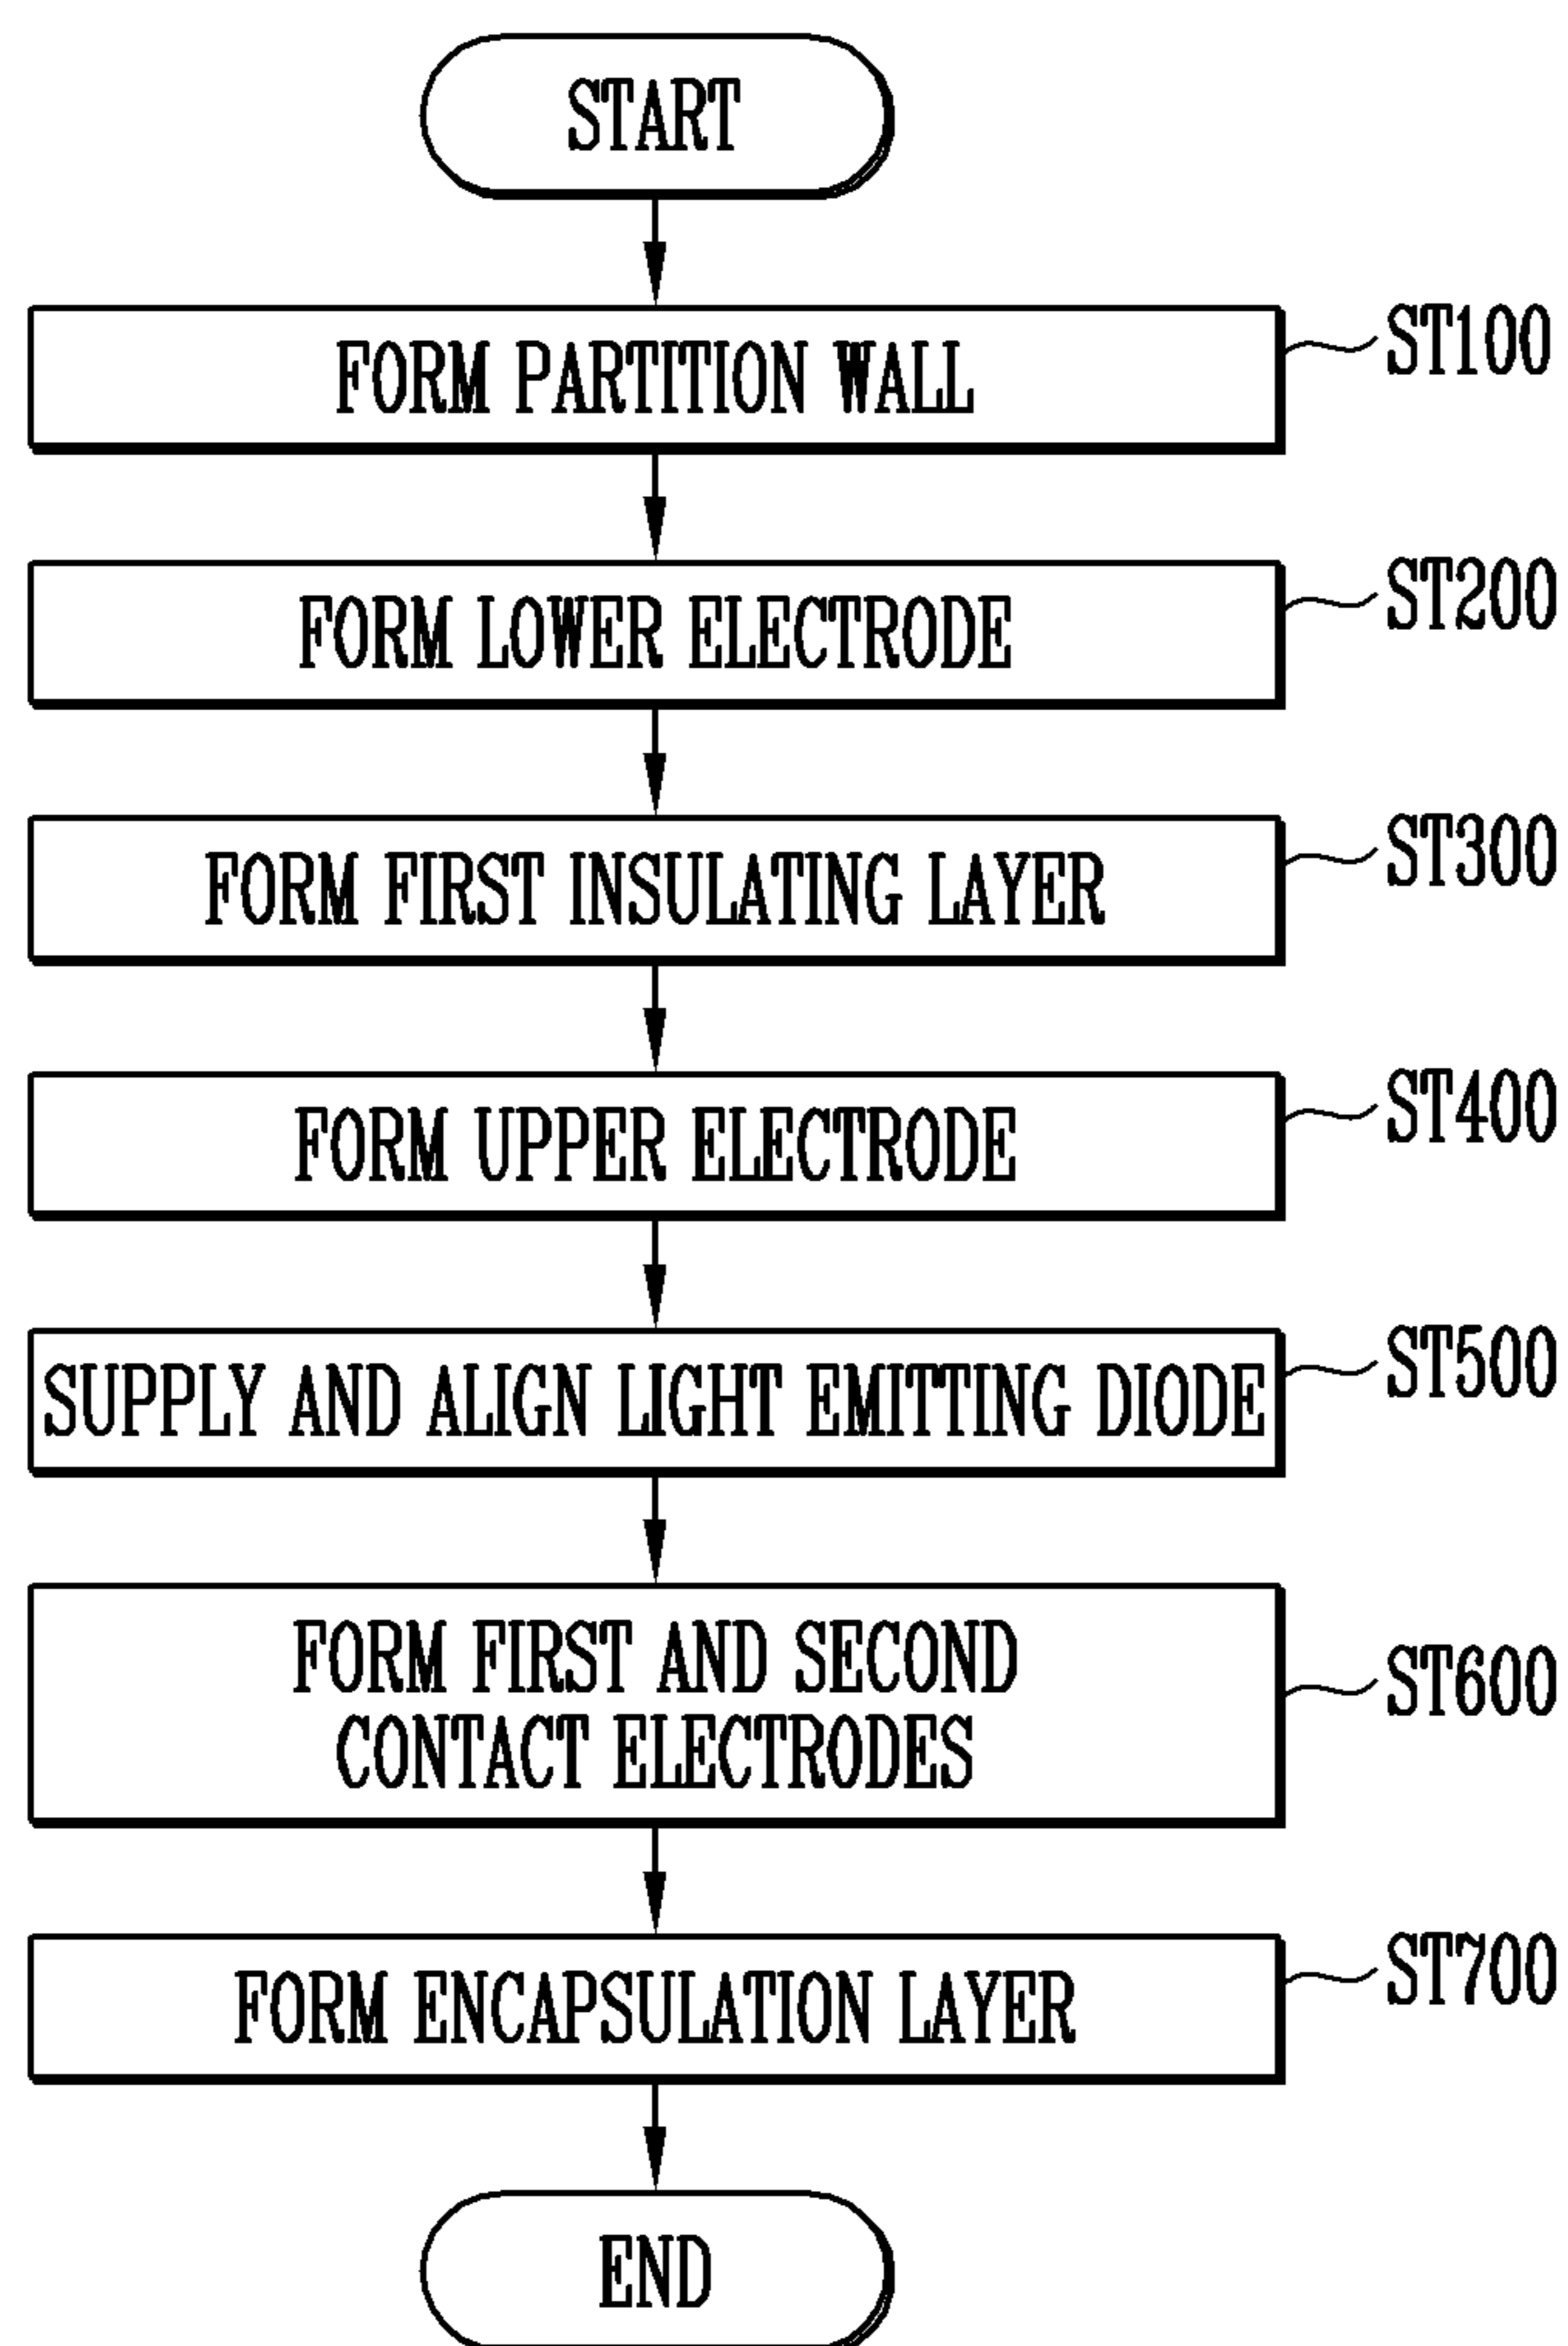 START
FORM PARTITION WALL
ST100
FORM LOWER ELECTRODE
ST200
FORM FIRST INSULATING LAYER
ST300
FORM UPPER ELECTRODE
ST400
SUPPLY AND ALIGN LIGHT EMITTING DIODE
ST500
FORM FIRST AND SECOND
CONTACT ELECTRODES
ST600
FORM ENCAPSULATION LAYER
ST700
END